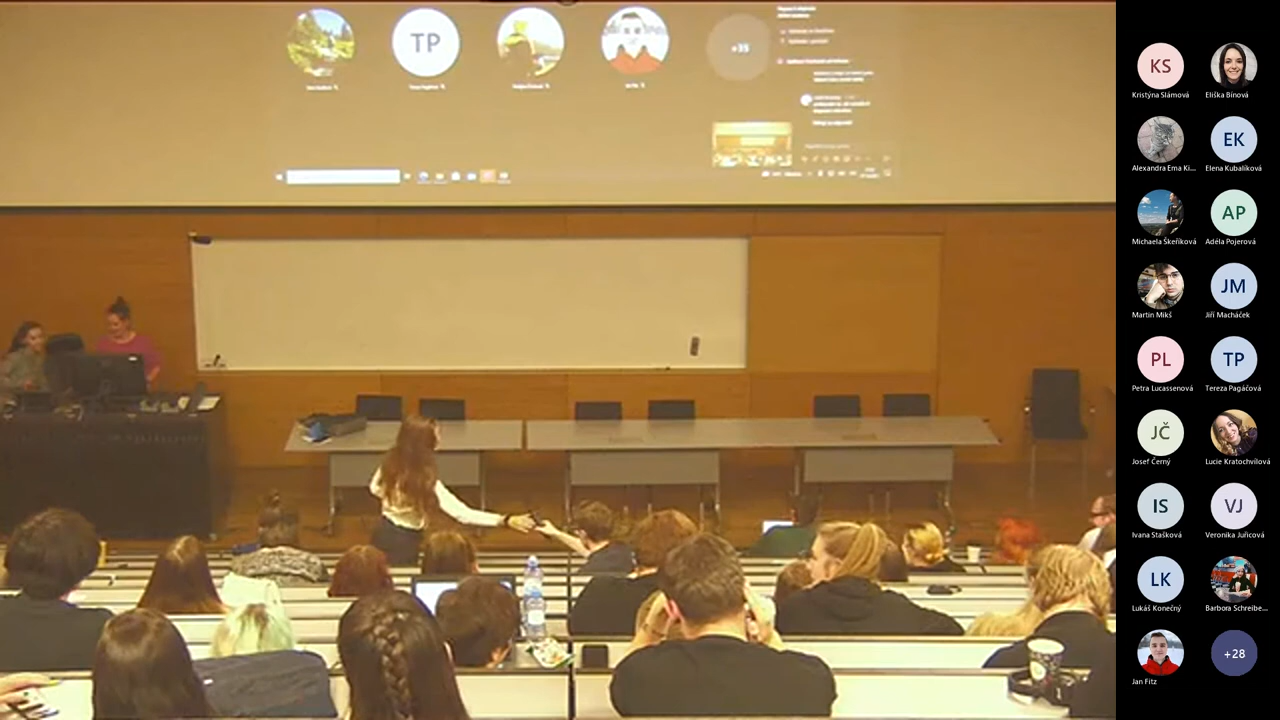 TP
+35
KS
Kristýna Slámová
Eliška Bínová
Alexandra Ema Ki...
EK
Elena Kubalíková
Michaela Škeříková
AP
Adéla Pojerová
Martin Mikš
JM
Jiří Macháček
PL
Petra Lucassenová
TP
Tereza Pagáčová
JČ
Josef Černý
Lucie Kratochvílová
IS
Ivana Stašková
VJ
Veronika Juřicová
LK
Lukáš Konečný
Barbora Schreibe...
Jan Fitz
+28